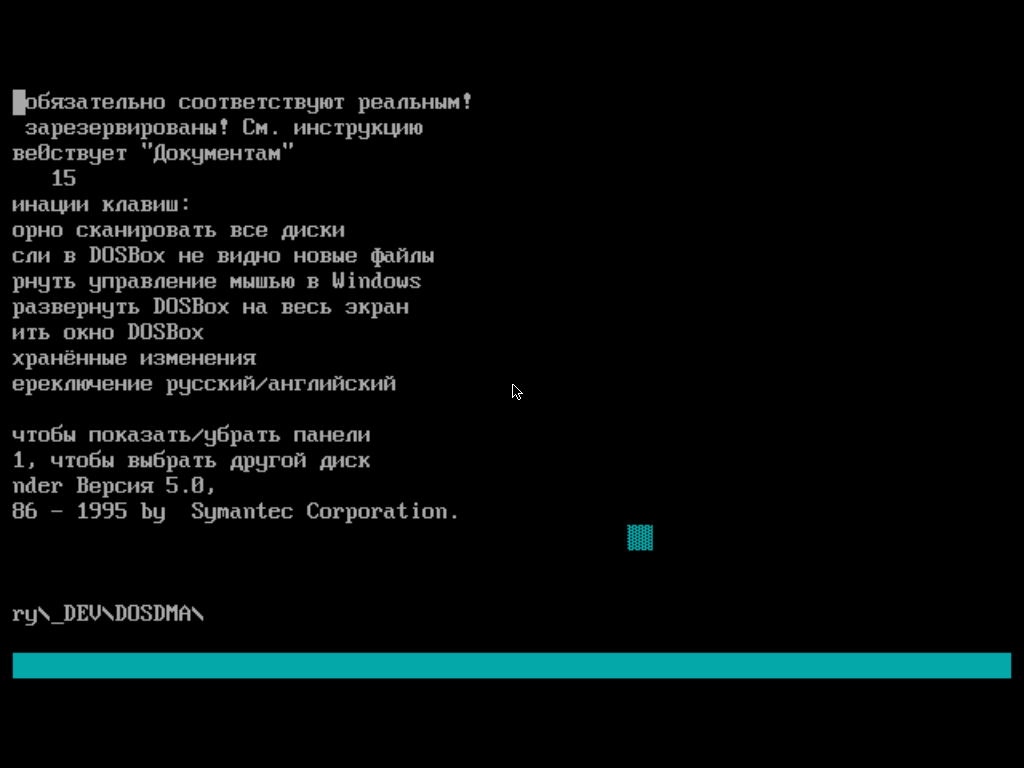 обязательно соответствуют реальным!
зарезервированы! См. инструкцию
ве0ствует "Документам"
15
инации клавиш:
орно сканировать все диски
сли в DOSBox не видно новые файлы
рнуть управление мышью в Windows
развернуть DOSBox на весь экран
ить окно DOSBox
хранённые изменения
ереключение русский/английский
чтобы показать/убрать панели
1, чтобы выбрать другой диск
nder Версия 5.0,
86 - 1995 by  Symantec Corporation.
ry\_DEV\DOSDMA\